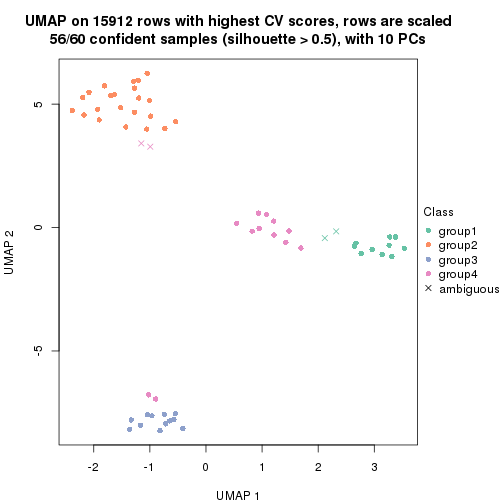 UMAP on 15912 rows with highest CV scores, rows are scaled
56/60 confident samples (silhouette > 0.5), with 10 PCs
5
0
-5
UMAP 2
-2
-1
0
1
2
3
UMAP 1
Class
group1
group2
group3
group4
ambiguous